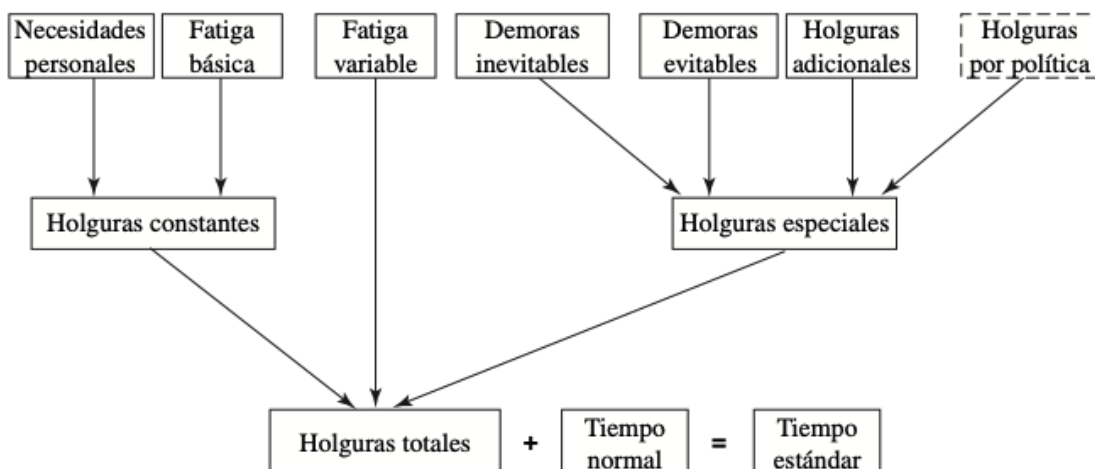 Necesidades
personales
Fatiga
básica
Fatiga
variable
Demoras
inevitables
Demoras
evitables
Holguras
adicionales
Holguras
por política
Holguras constantes
Holguras especiales
Holguras totales
+
Tiempo
normal
=
Tiempo
estándar